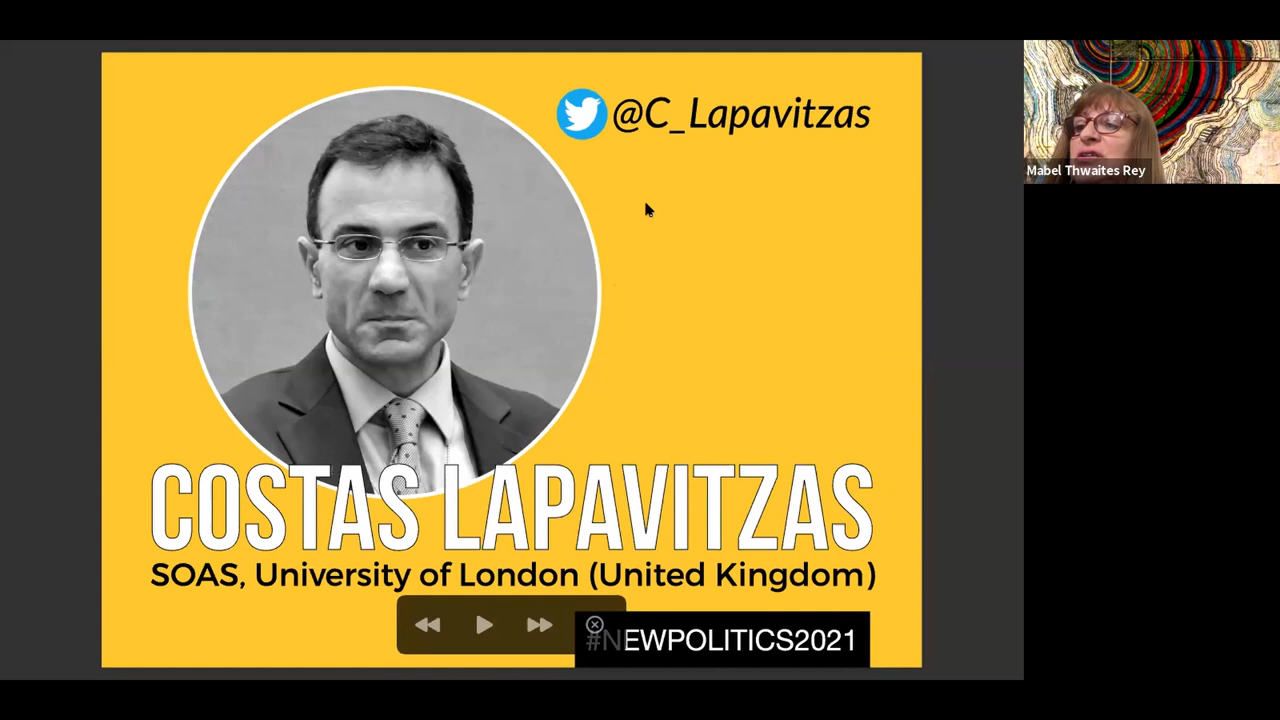 @C_Lapavitzas
Mabel Thwaites Rey
COSTAS LAPAVITZAS
SOAS, University of London (United Kingdom)
#NEWPOLITICS2021